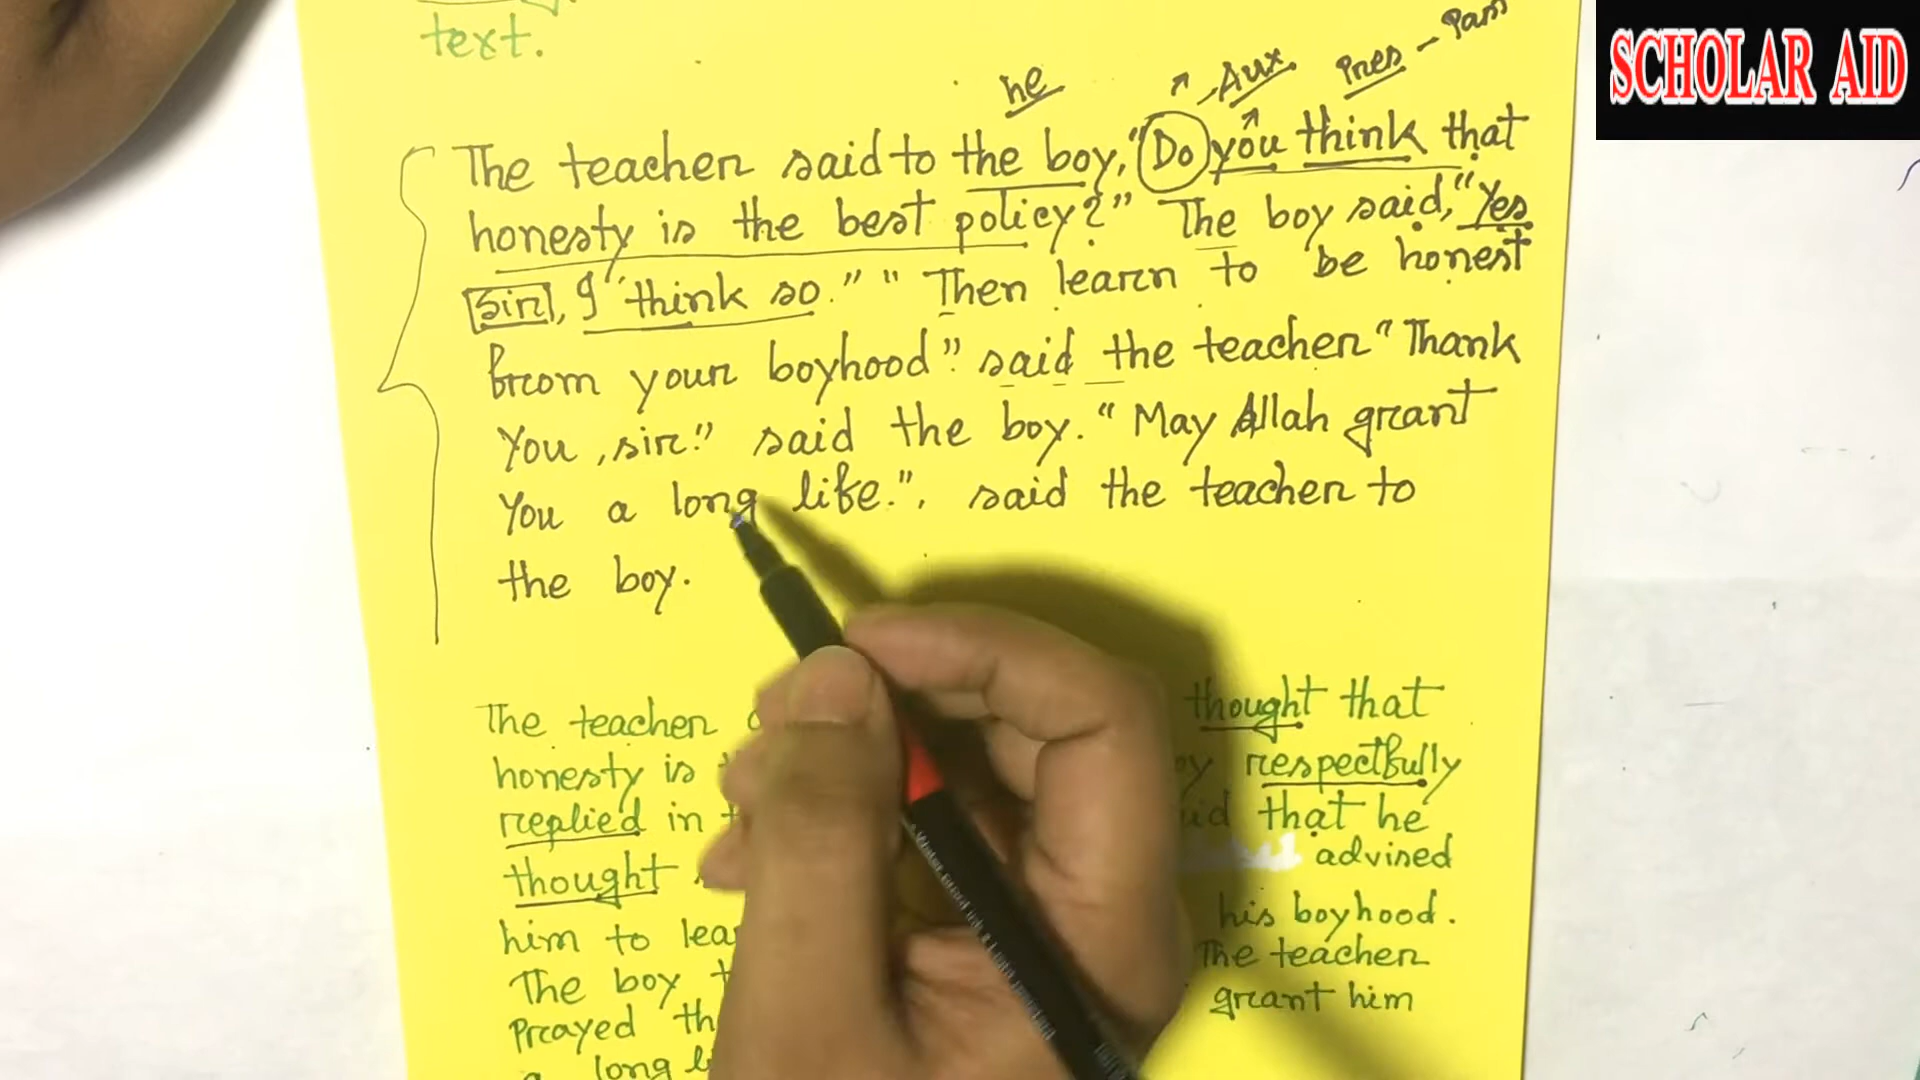 text.
he
Aux
Pres - Pam
SCHOLAR AID
The teacher said to the boy, "Do you think that
honesty is the best policy?" The boy said, "Yes
Sir, I think so." "Then learn to be honest
from your boyhood" said the teacher "Thank
You, sir." said the boy. "May Allah grant
You a long life.", said the teacher to
the boy.
The teacher thought that
honesty is respectfully
replied in that he
thought advised
him to his boyhood.
The boy The teacher
Prayed grant him
a long